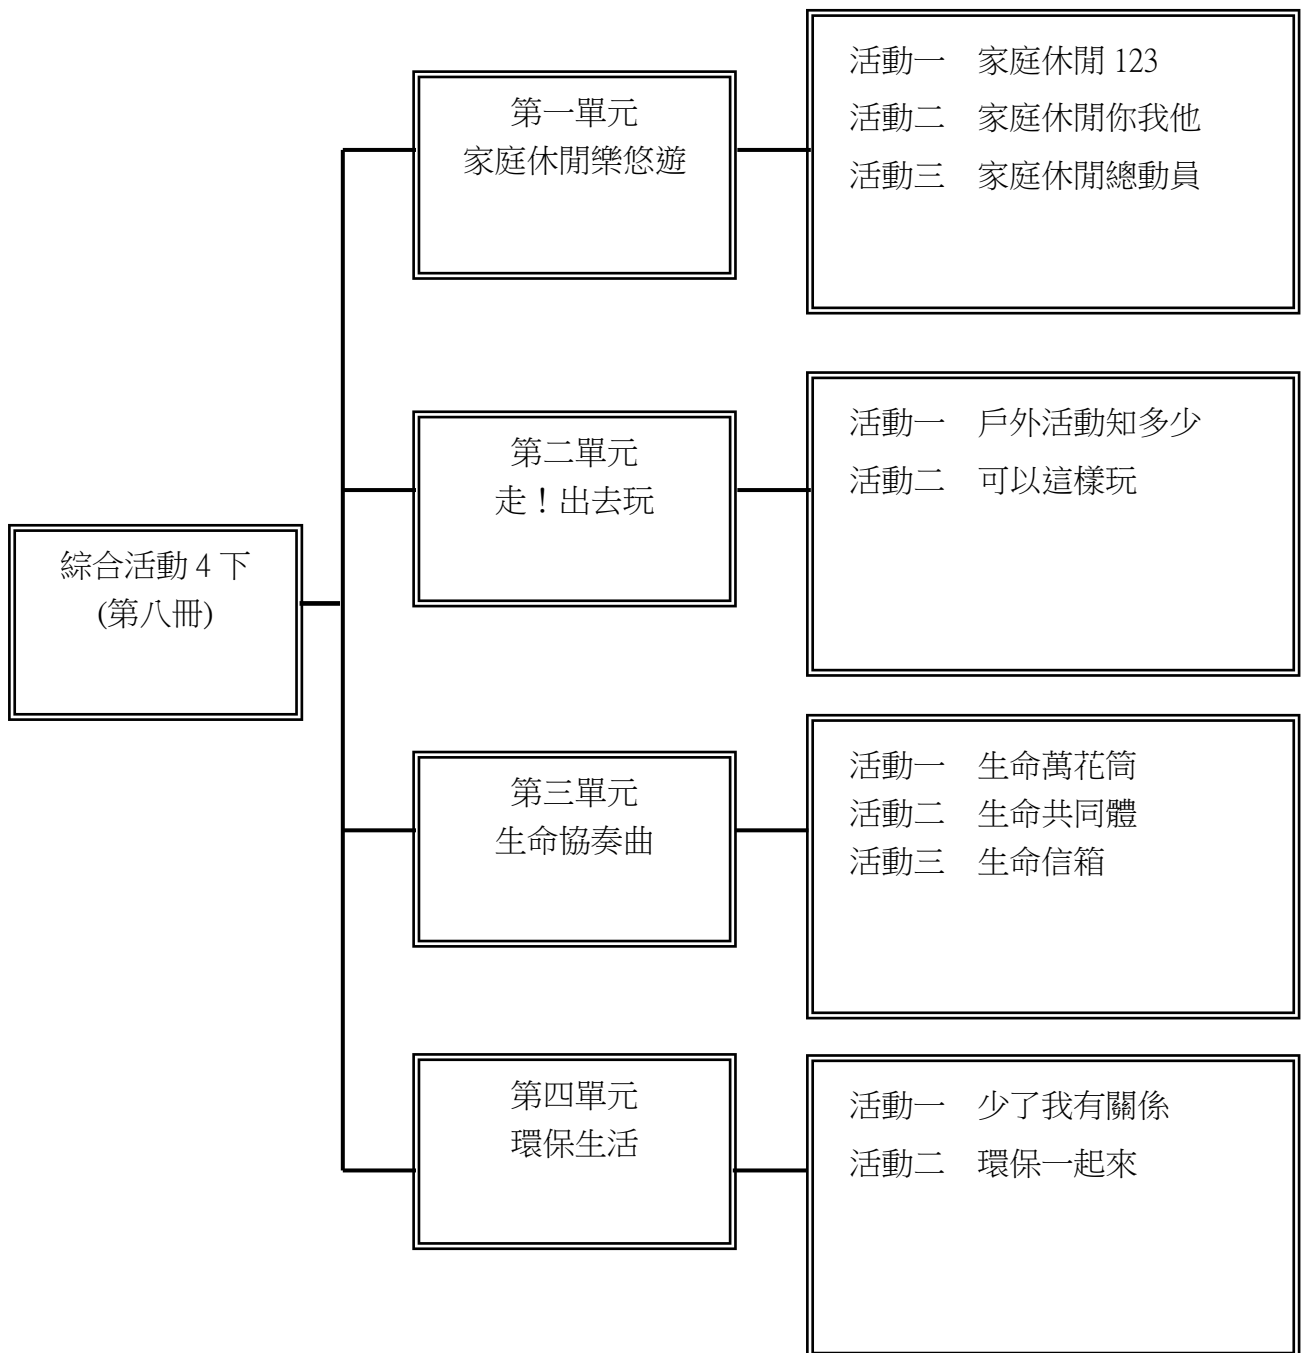 綜合活動 4 下
(第八冊)
第一單元
家庭休閒樂悠遊
活動一　家庭休閒 123
活動二　家庭休閒你我他
活動三　家庭休閒總動員
第二單元
走！出去玩
活動一　戶外活動知多少
活動二　可以這樣玩
第三單元
生命協奏曲
活動一　生命萬花筒
活動二　生命共同體
活動三　生命信箱
第四單元
環保生活
活動一　少了我有關係
活動二　環保一起來